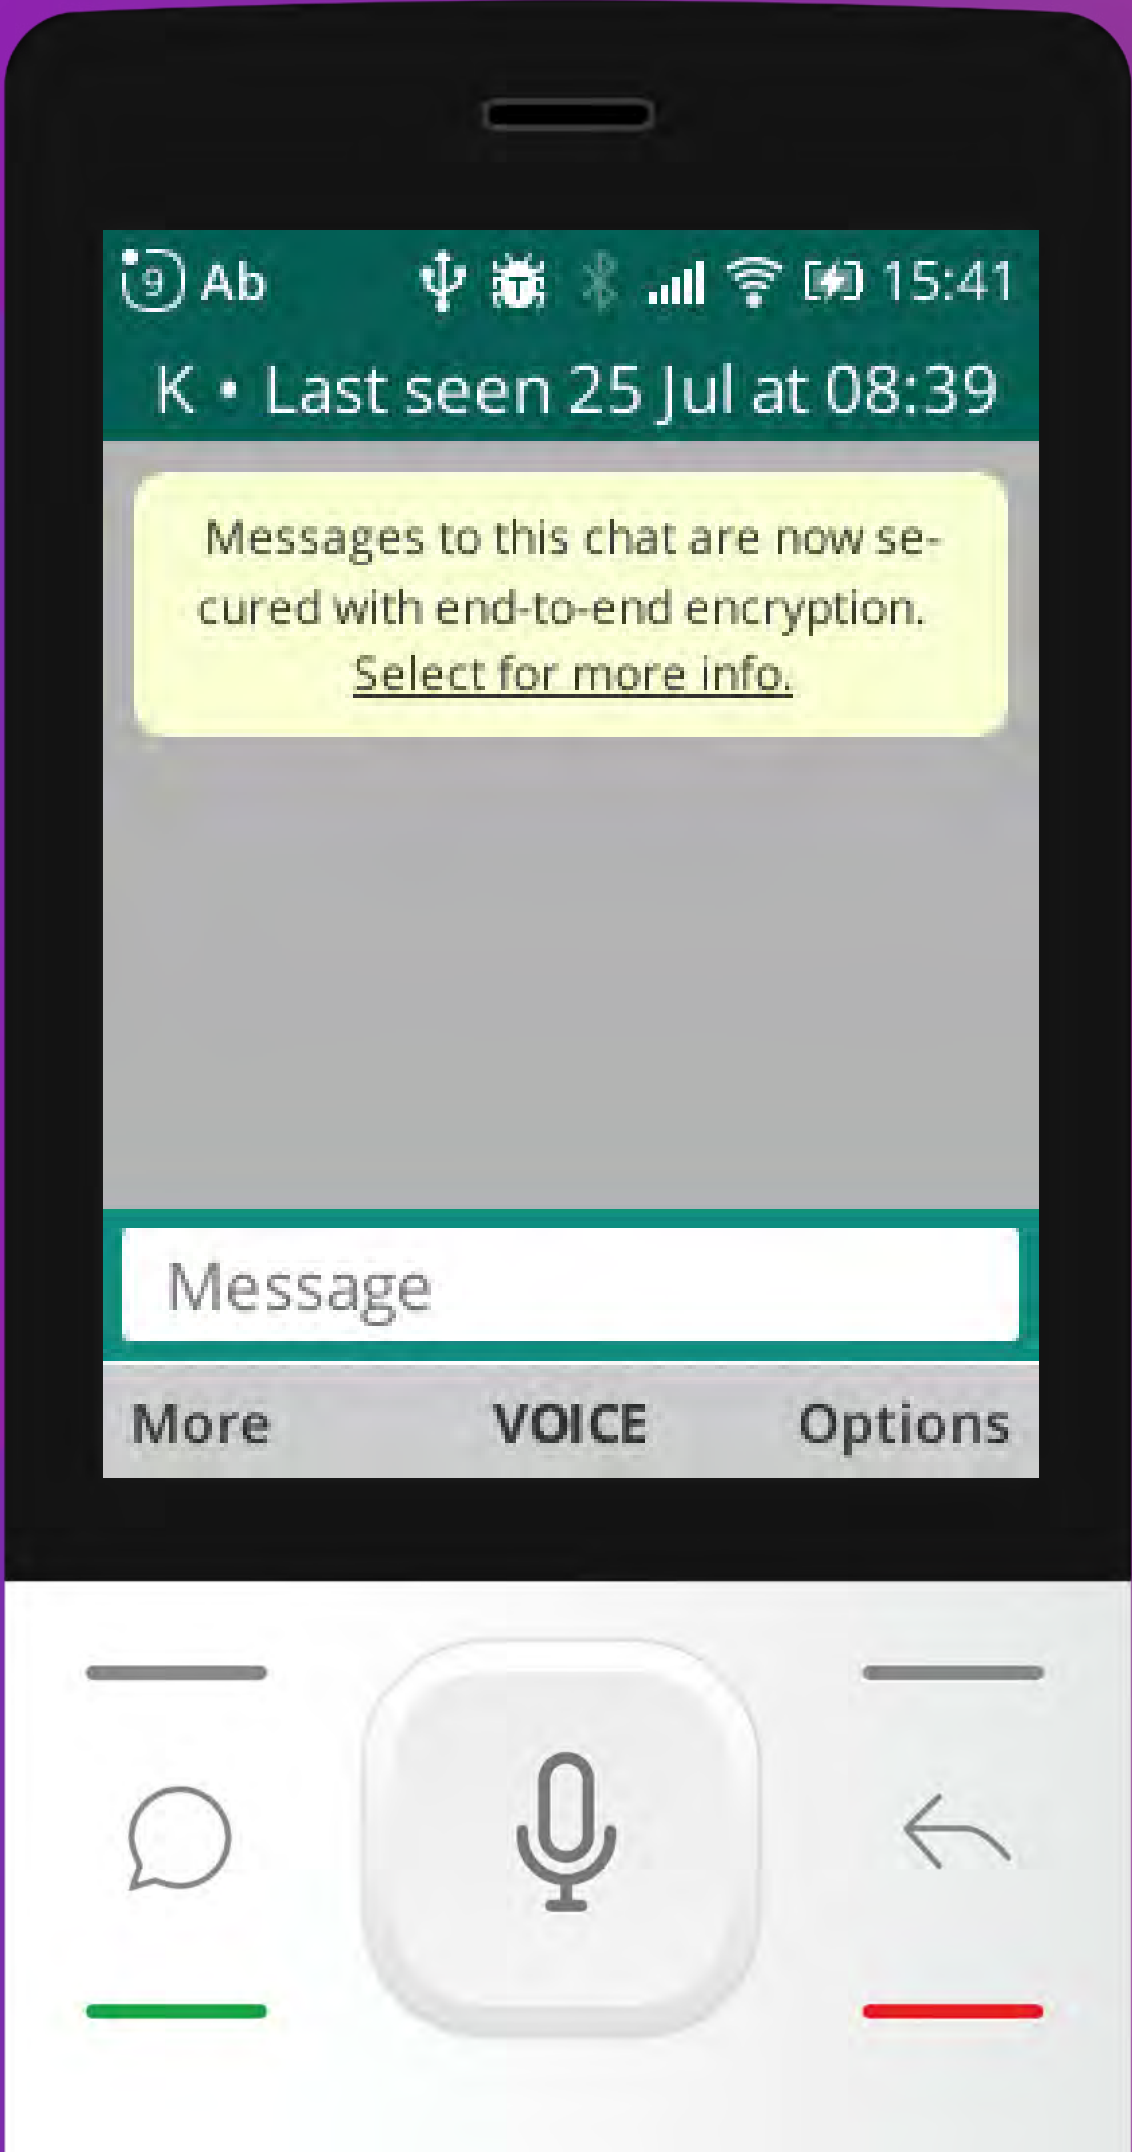 9 Ab 15:41
K • Last seen 25 Jul at 08:39
Messages to this chat are now se-
cured with end-to-end encryption.
Select for more info.
Message
More VOICE Options